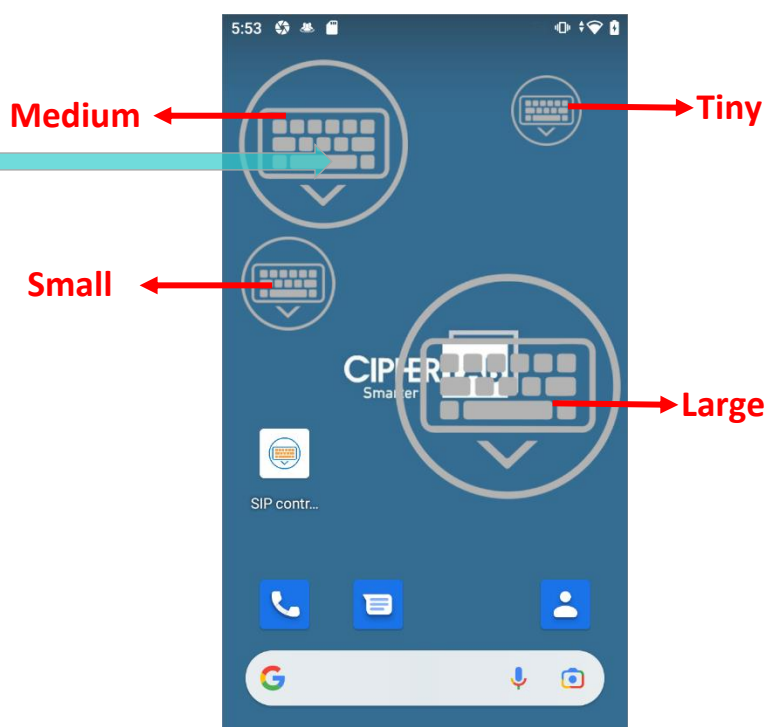 5:53
Medium
Tiny
Small
CIPHER
Smarter
Large
SIP contr...
G